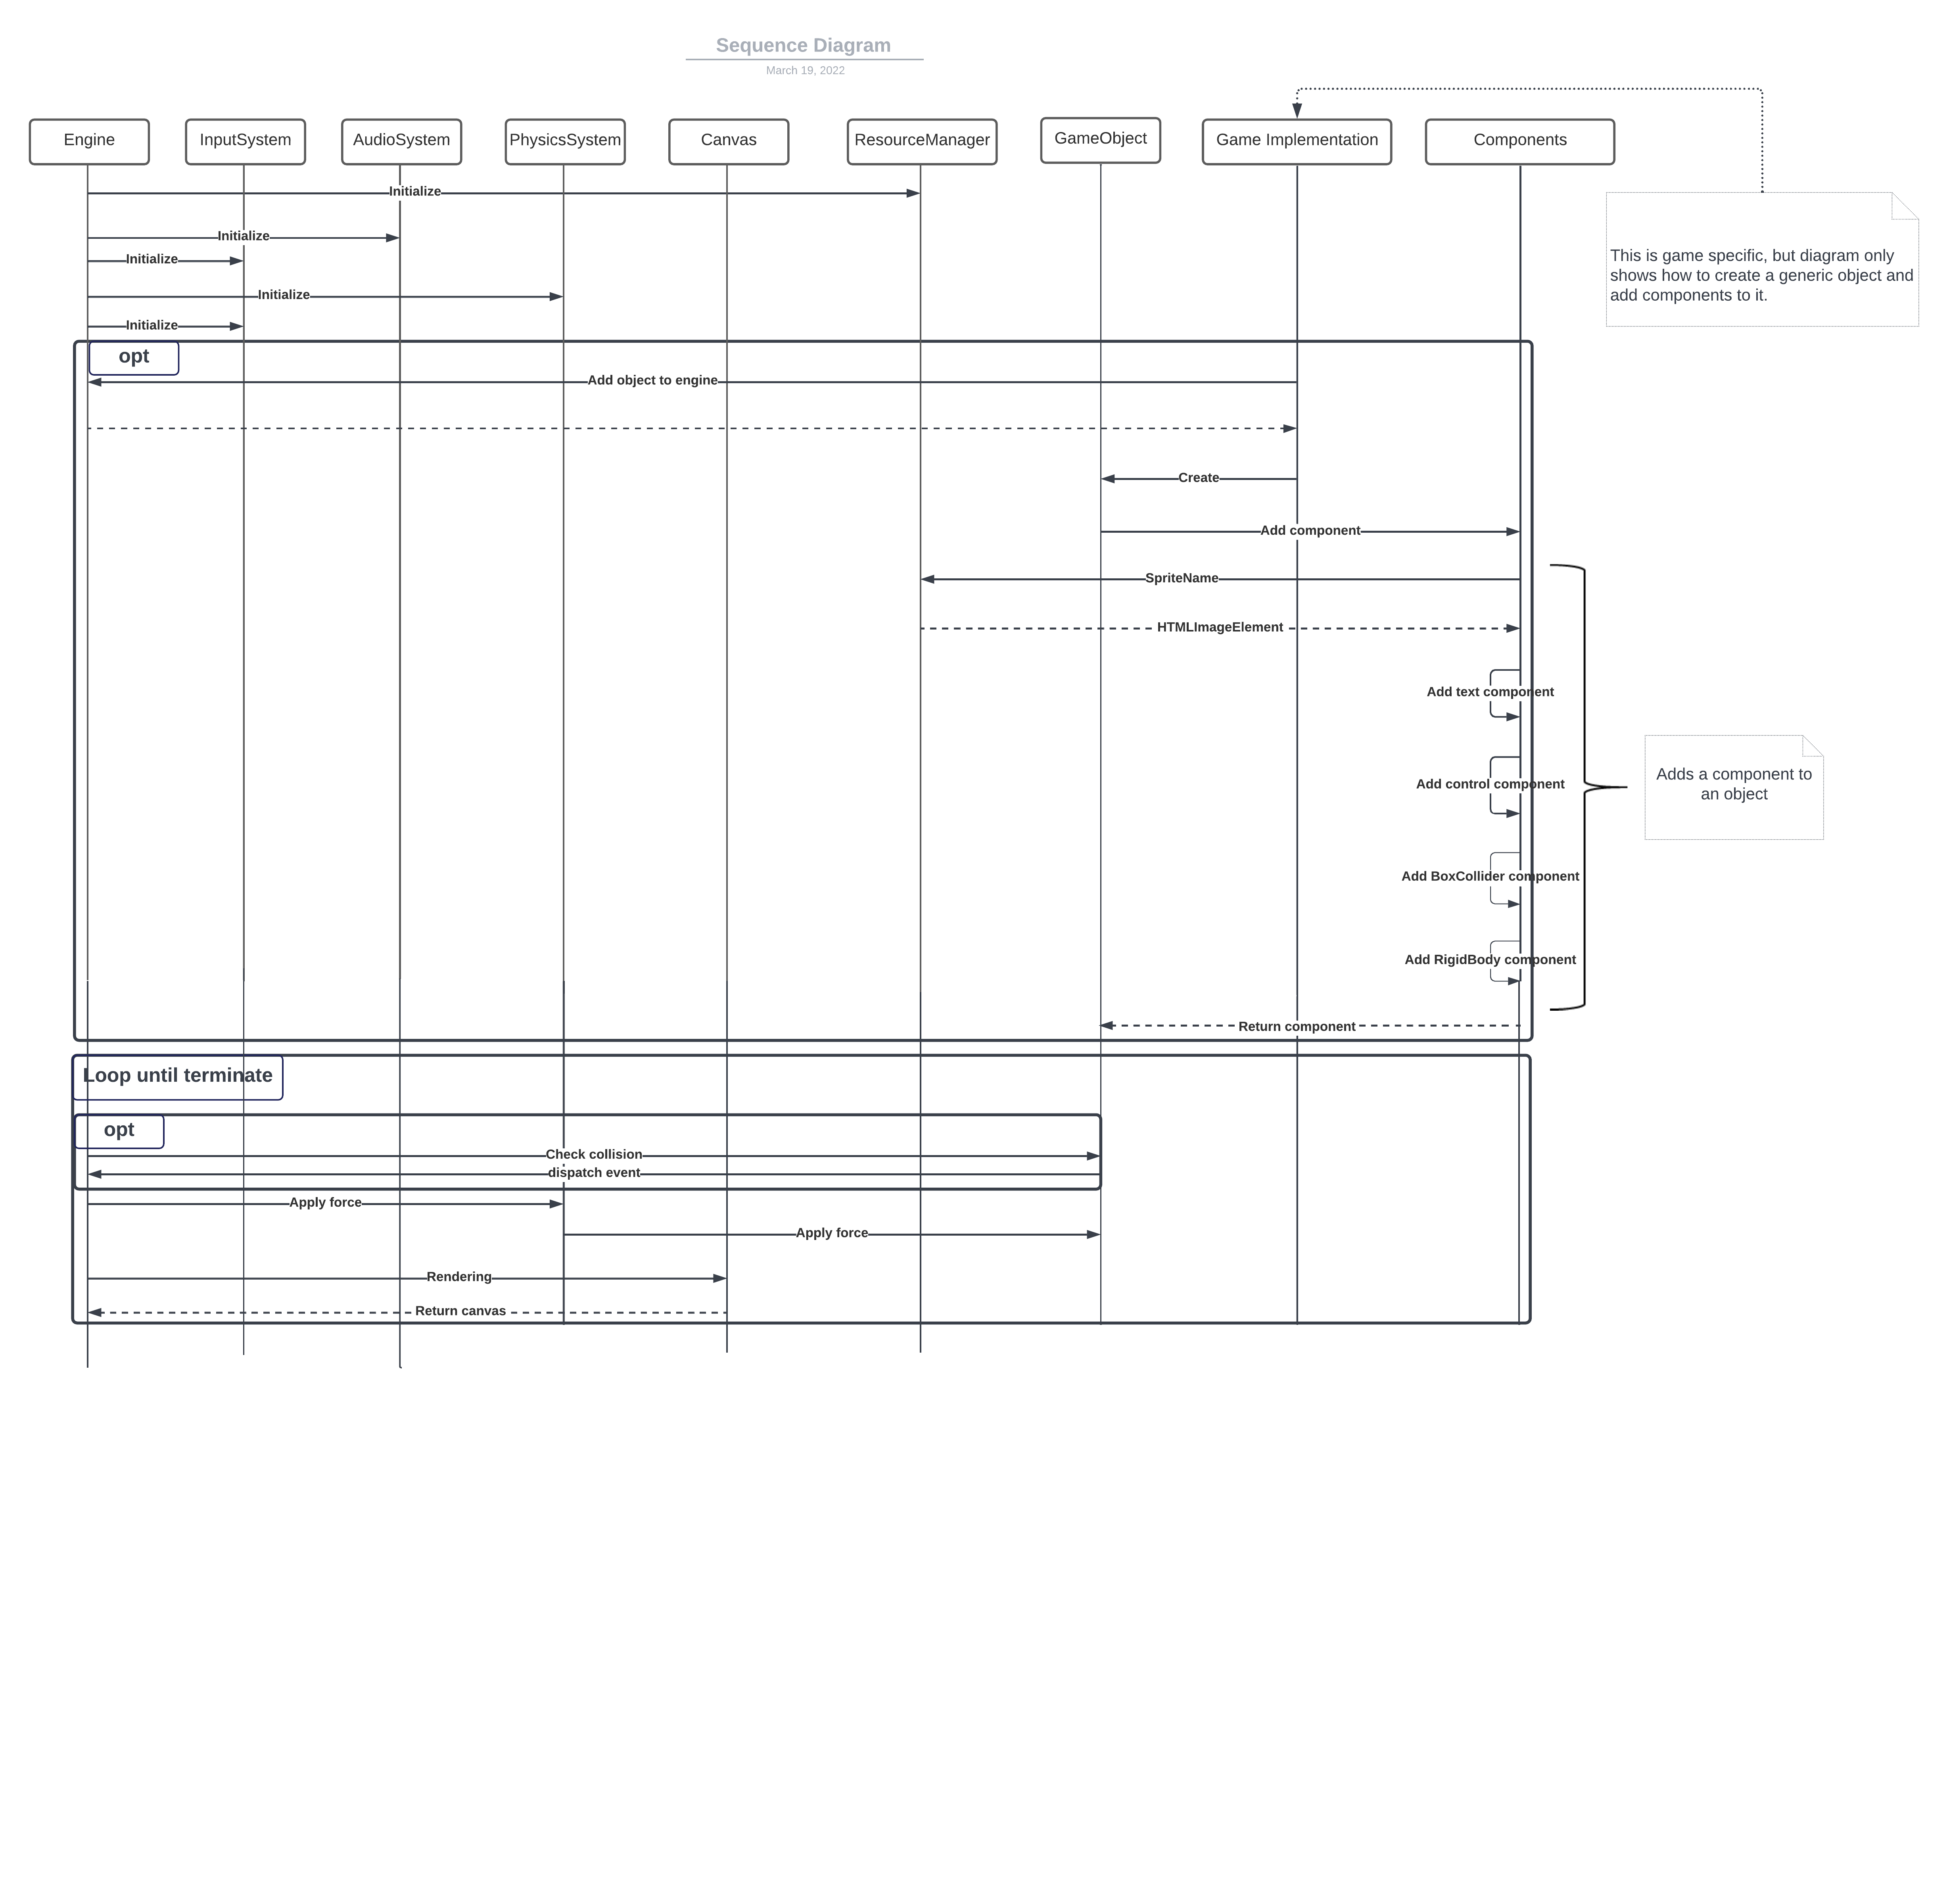 Sequence Diagram
March 19, 2022
Engine
InputSystem
AudioSystem
PhysicsSystem
Canvas
ResourceManager
GameObject
Game Implementation
Components
Initialize
Initialize
Initialize
Initialize
Initialize
This is game specific, but diagram only
shows how to create a generic object and
add components to it.
opt
Add object to engine
Create
Add component
SpriteName
HTMLImageElement
Add text component
Add control component
Adds a component to
an object
Add BoxCollider component
Add RigidBody component
Return component
Loop until terminate
opt
Check collision
dispatch event
Apply force
Apply force
Rendering
Return canvas